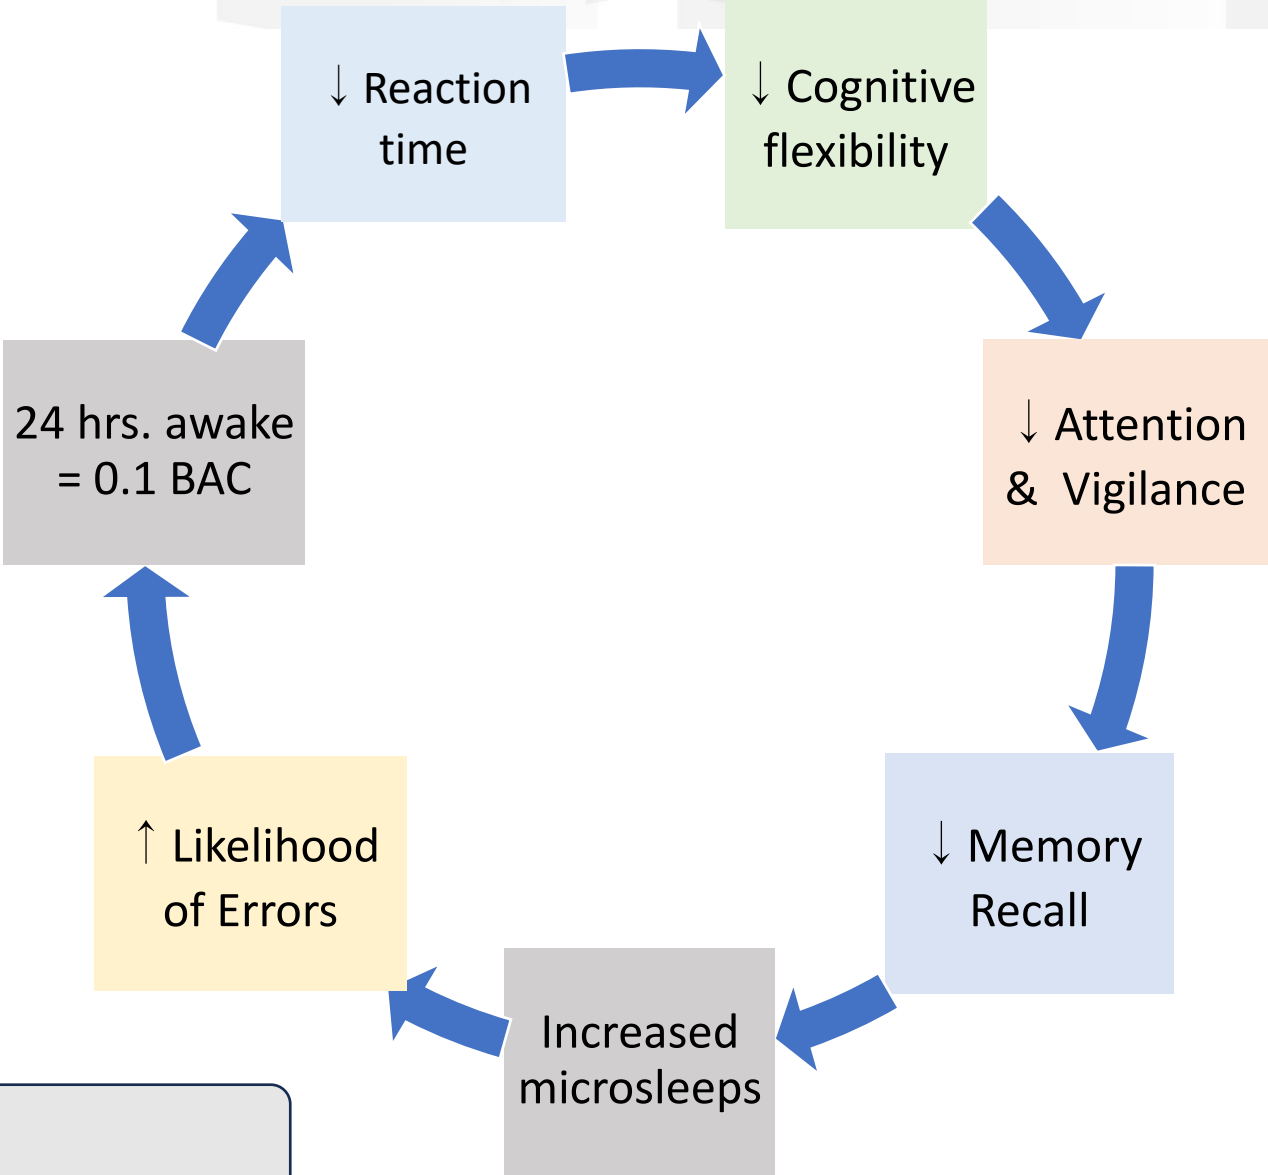 ↓ Reaction
time
↓ Cognitive
flexibility
↓ Attention
& Vigilance
↓ Memory
Recall
Increased
microsleeps
↑ Likelihood
of Errors
24 hrs. awake
= 0.1 BAC